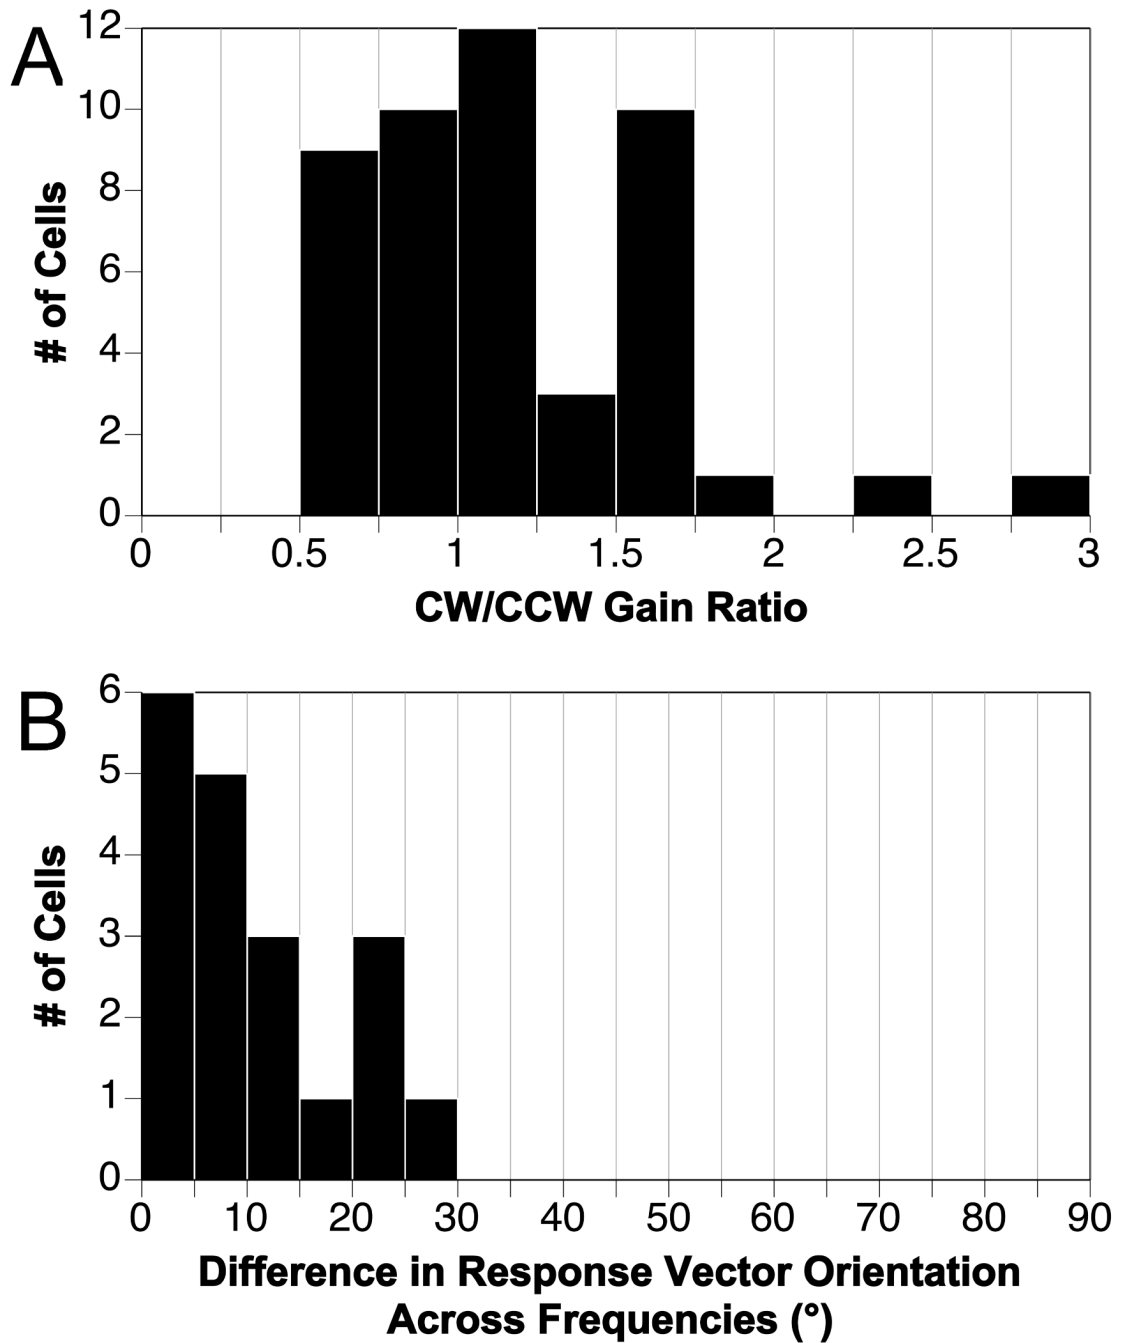 A
12
10
8
6
4
2
0
# of Cells
0 0.5 1 1.5 2 2.5 3
CW/CCW Gain Ratio
B
6
5
4
3
2
1
0
# of Cells
0 10 20 30 40 50 60 70 80 90
Difference in Response Vector Orientation
Across Frequencies (°)